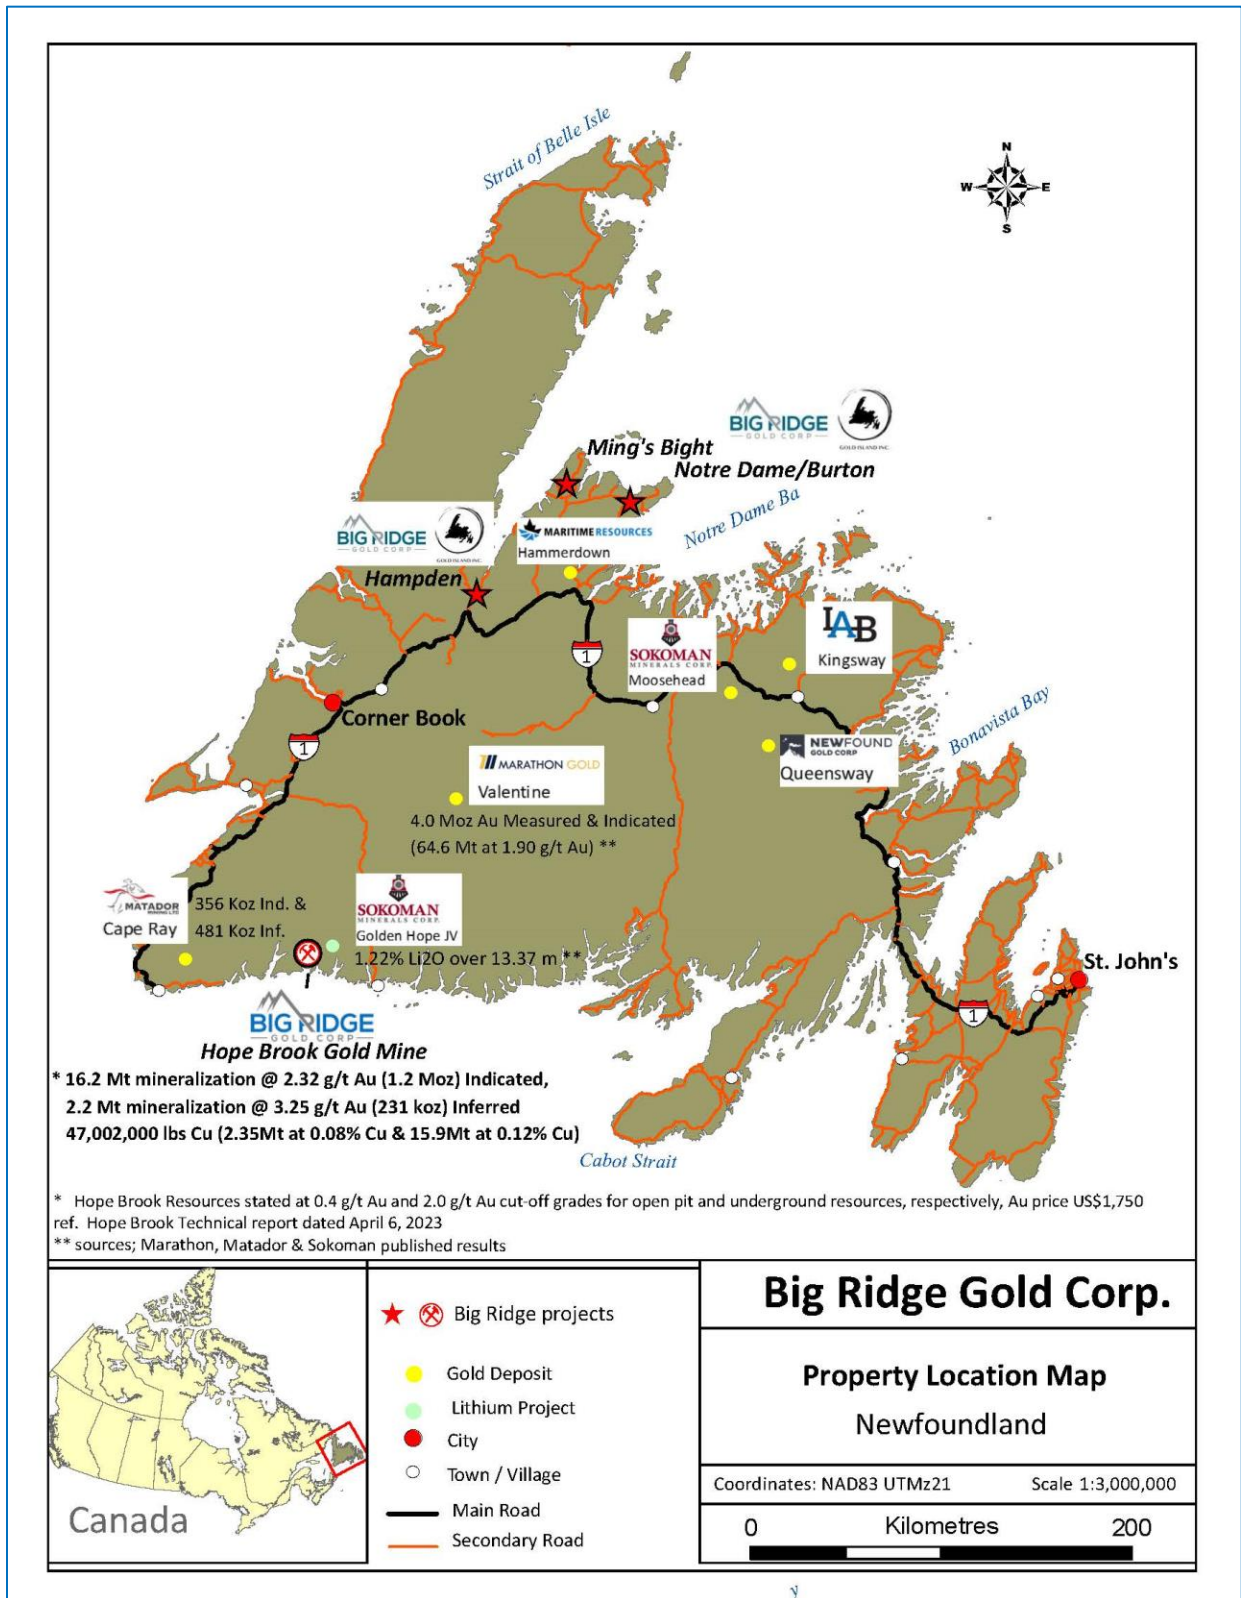 Strait of Belle Isle
N
W E
S
BIG RIDGE
GOLD CORP
GOLD ISLAND INC.
Ming's Bight
Notre Dame/Burton
Notre Dame Ba
BIG RIDGE
GOLD CORP
GOLD ISLAND INC.
MARITIME RESOURCES
Hammerdown
Hampden
IAB
Kingsway
1
SOKOMAN
MINERALS CORP.
Moosehead
Corner Book
1
Bonavista Bay
NEWFOUND
GOLD CORP
Queensway
MARATHON GOLD
Valentine
4.0 Moz Au Measured & Indicated
(64.6 Mt at 1.90 g/t Au) **
MATADOR
MINING LTD
Cape Ray
356 Koz Ind. &
481 Koz Inf.
SOKOMAN
MINERALS CORP.
Golden Hope JV
1.22% Li2O over 13.37 m **
St. John's
1
BIG RIDGE
GOLD CORP
Hope Brook Gold Mine
* 16.2 Mt mineralization @ 2.32 g/t Au (1.2 Moz) Indicated,
2.2 Mt mineralization @ 3.25 g/t Au (231 koz) Inferred
47,002,000 lbs Cu (2.35Mt at 0.08% Cu & 15.9Mt at 0.12% Cu)
Cabot Strait
* Hope Brook Resources stated at 0.4 g/t Au and 2.0 g/t Au cut-off grades for open pit and underground resources, respectively, Au price US$1,750
ref. Hope Brook Technical report dated April 6, 2023
** sources; Marathon, Matador & Sokoman published results
Canada
Big Ridge projects
Gold Deposit
Lithium Project
City
Town / Village
Main Road
Secondary Road
Big Ridge Gold Corp.
Property Location Map
Newfoundland
Coordinates: NAD83 UTMz21 Scale 1:3,000,000
0 Kilometres 200
y